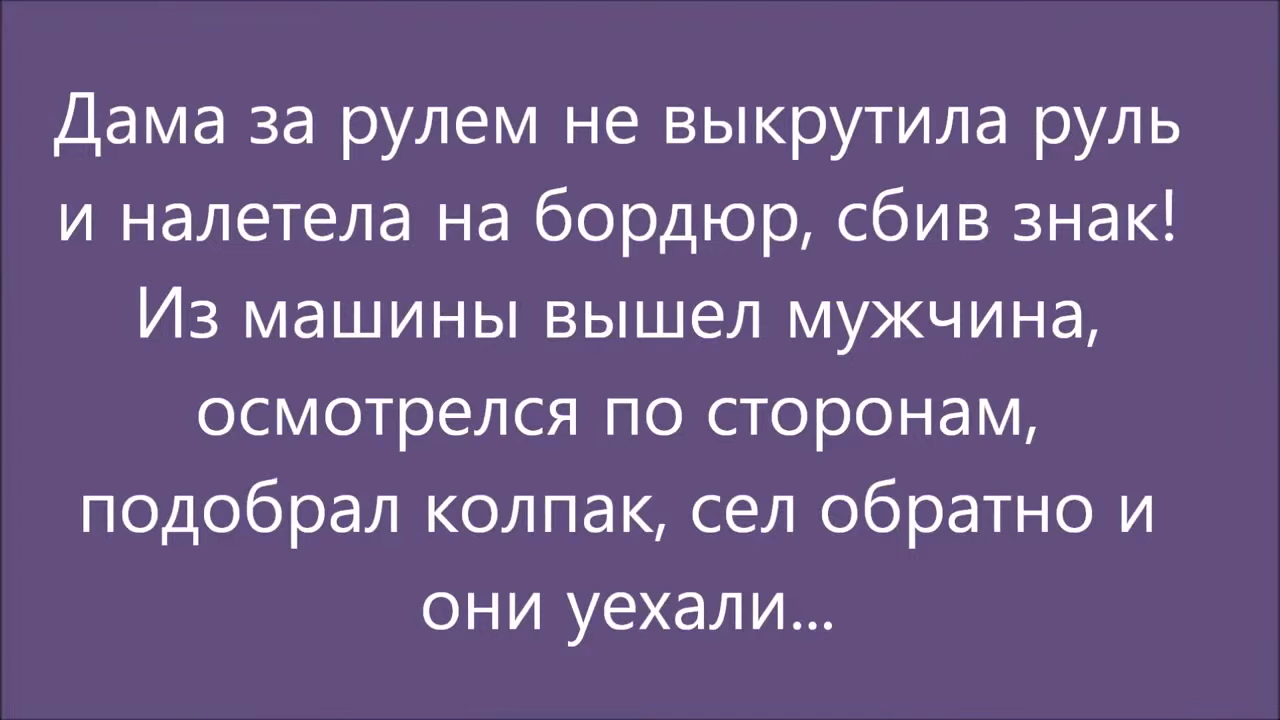 Дама за рулем не выкрутила руль
и налетела на бордюр, сбив знак!
Из машины вышел мужчина,
осмотрелся по сторонам,
подобрал колпак, сел обратно и
они уехали...